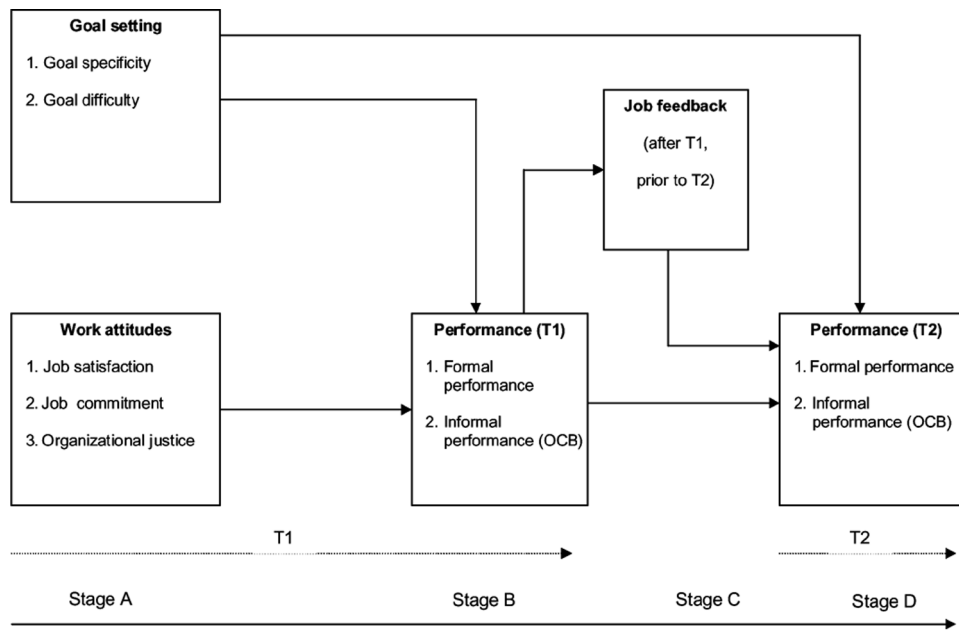 Goal setting
1. Goal specificity
2. Goal difficulty
Job feedback
(after T1,
prior to T2)
Work attitudes
1. Job satisfaction
2. Job commitment
3. Organizational justice
Performance (T1)
1. Formal
performance
2. Informal
performance (OCB)
Performance (T2)
1. Formal performance
2. Informal
performance (OCB)
T1
T2
Stage A
Stage B
Stage C
Stage D